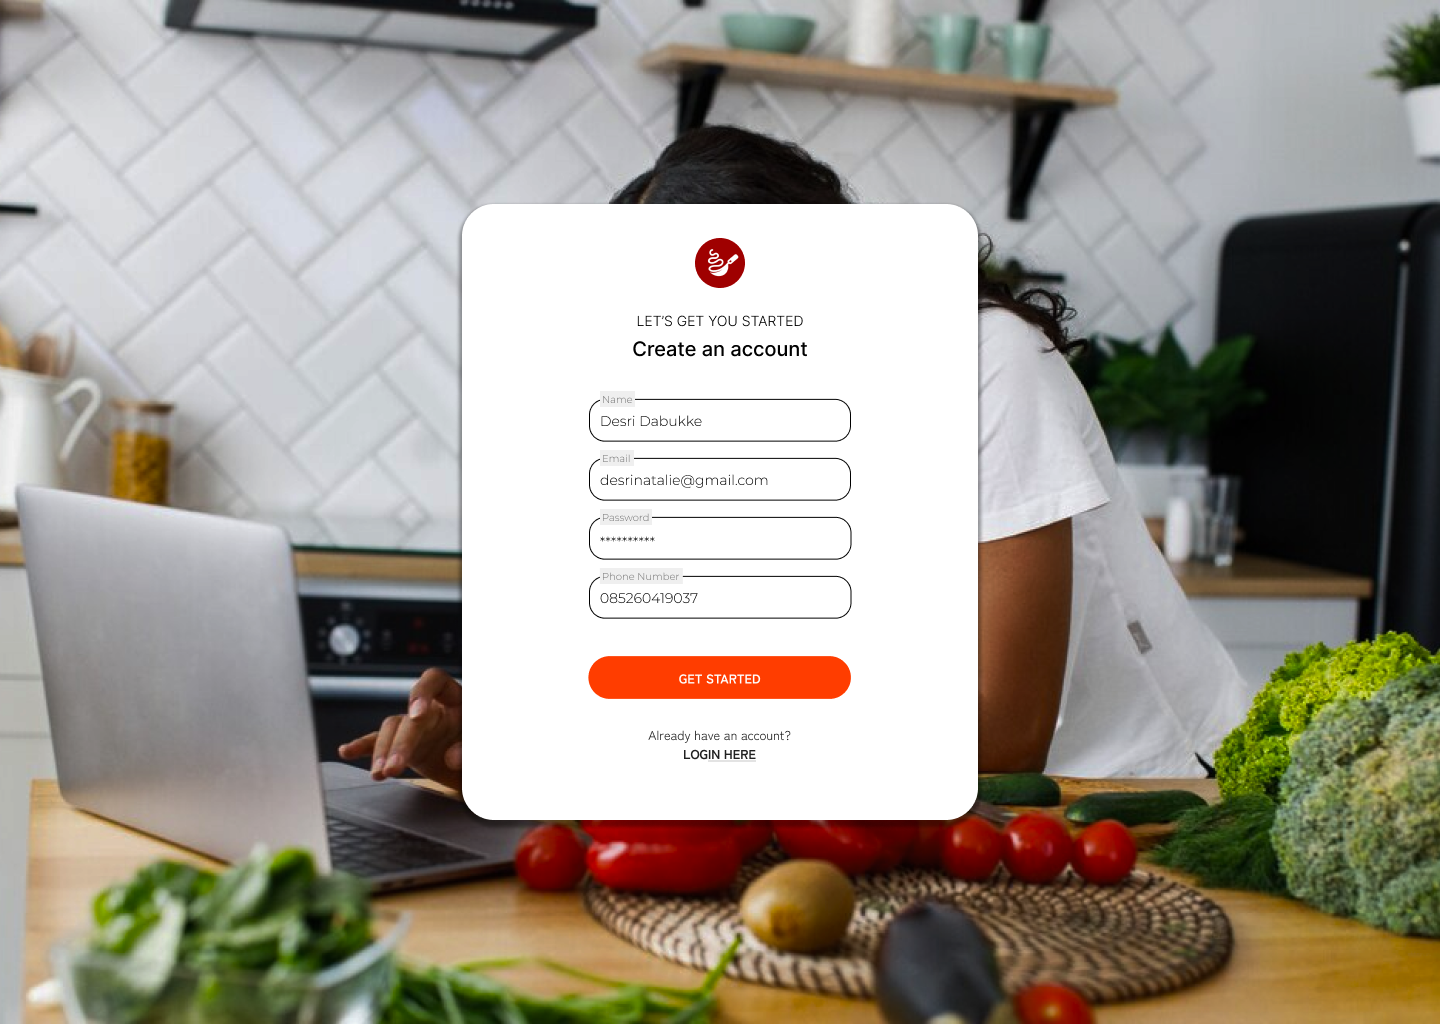 LET'S GET YOU STARTED
Create an account
Name
Desri Dabukke
Email
desrinatalie@gmail.com
Password
**********
Phone Number
085260419037
GET STARTED
Already have an account?
LOGIN HERE